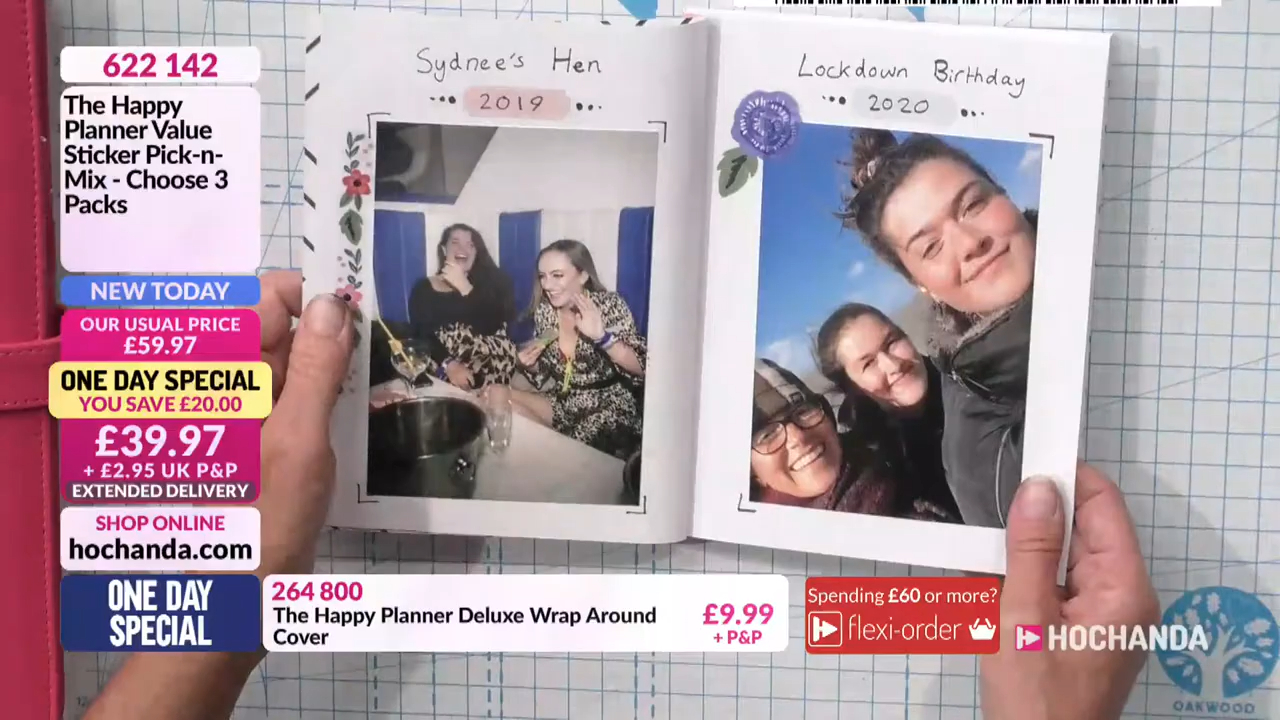 622 142
The Happy
Planner Value
Sticker Pick-n-
Mix - Choose 3
Packs
NEW TODAY
OUR USUAL PRICE
£59.97
ONE DAY SPECIAL
YOU SAVE £20.00
£39.97
+ £2.95 UK P&P
EXTENDED DELIVERY
SHOP ONLINE
hochanda.com
ONE DAY
SPECIAL
Sydnee's Hen
2019
Lockdown Birthday
2020
264 800
The Happy Planner Deluxe Wrap Around
Cover
£9.99
+ P&P
Spending £60 or more?
flexi-order
HOCHANDA
OAKWOOD